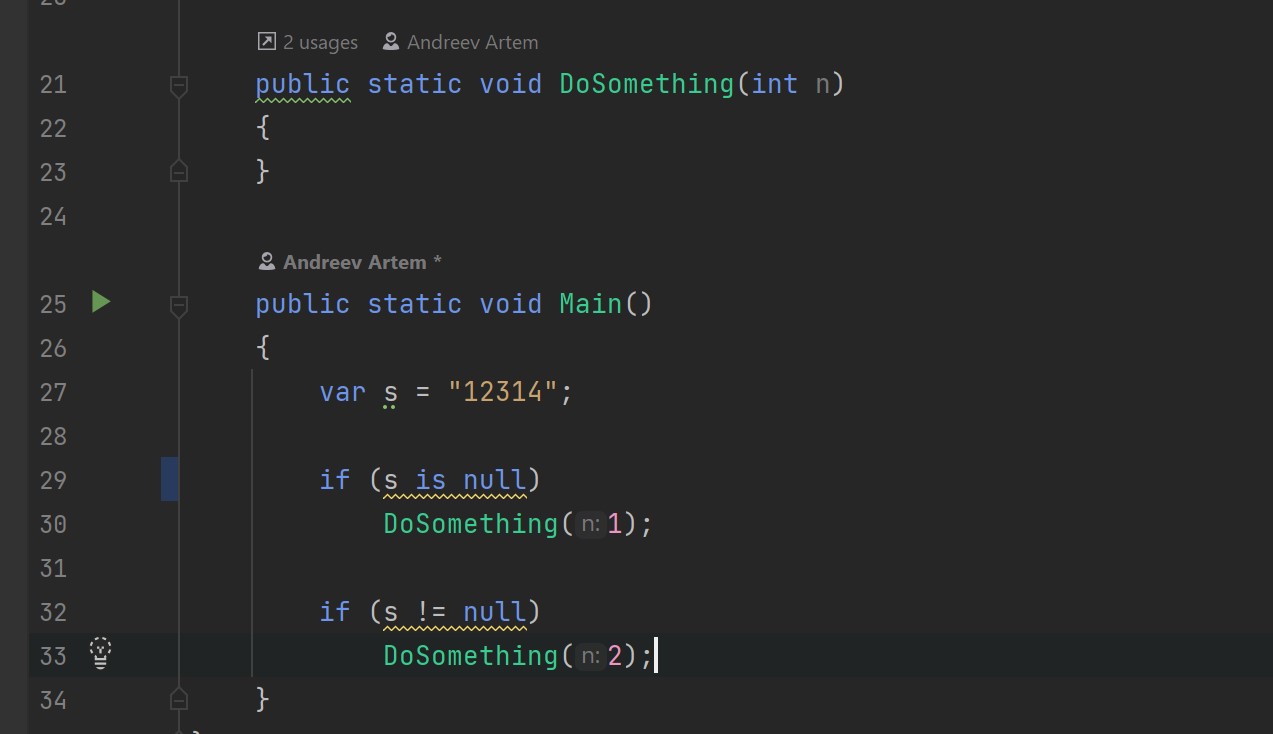 2 usages Andreev Artem
21 public static void DoSomething(int n)
22 {
23 }
24
Andreev Artem *
25 public static void Main()
26 {
27 var s = "12314";
28
29 if (s is null)
30 DoSomething(n:1);
31
32 if (s != null)
33 DoSomething(n:2);
34 }